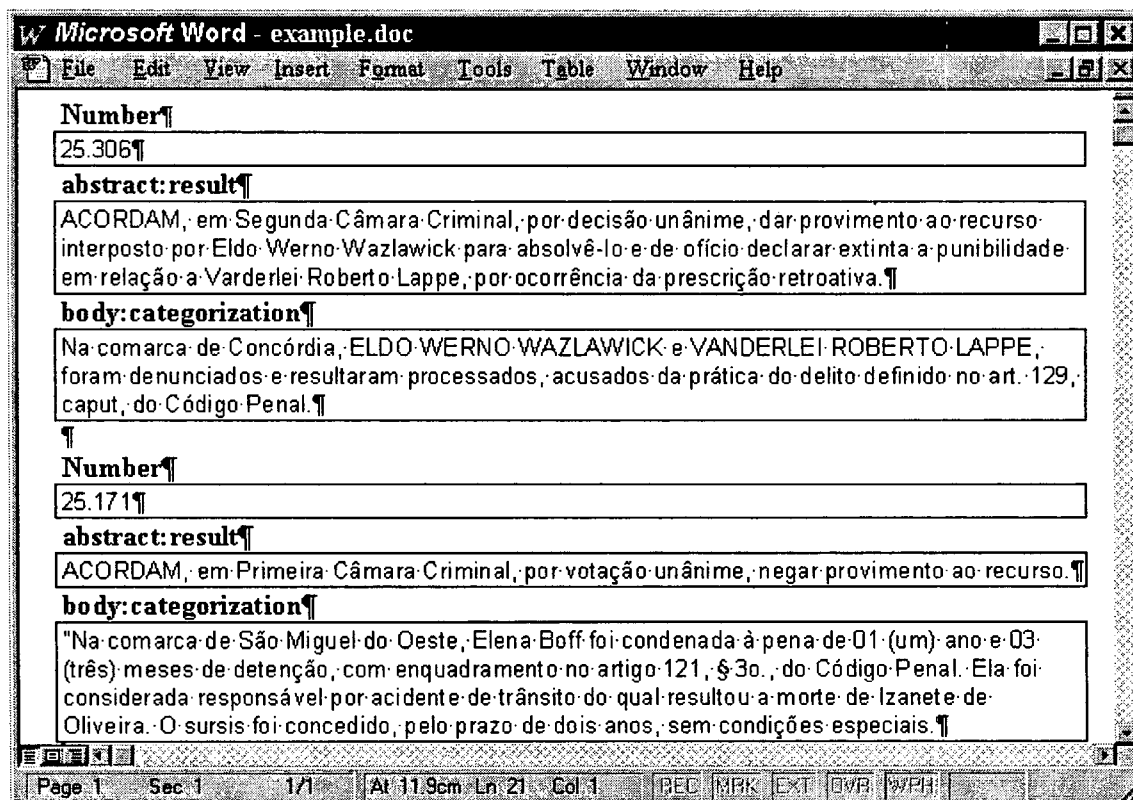 W Microsoft Word - example.doc
File Edit View Insert Format Tools Table Window Help
Number¶
25.306¶
abstract:result¶
ACORDAM, em Segunda Câmara Criminal, por decisão unânime, dar provimento ao recurso
interposto por Eldo Werno Wazlawick para absolvê-lo e de ofício declarar extinta a punibilidade
em relação a Varderlei Roberto Lappe, por ocorrência da prescrição retroativa.¶
body:categorization¶
Na comarca de Concórdia, ELDO WERNO WAZLAWICK e VANDERLEI ROBERTO LAPPE,
foram denunciados e resultaram processados, acusados da prática do delito definido no art. 129,
caput, do Código Penal.¶
¶
Number¶
25.171¶
abstract:result¶
ACORDAM, em Primeira Câmara Criminal, por votação unânime, negar provimento ao recurso.¶
body:categorization¶
"Na comarca de São Miguel do Oeste, Elena Boff foi condenada à pena de 01 (um) ano e 03
(três) meses de detenção, com enquadramento no artigo 121, § 3o., do Código Penal. Ela foi
considerada responsável por acidente de trânsito do qual resultou a morte de Izanete de
Oliveira. O sursis foi concedido, pelo prazo de dois anos, sem condições especiais.¶
Page 1 Sec 1 1/1 At 11.9cm Ln 21 Col 1 REC MRK EXT OVR WPH